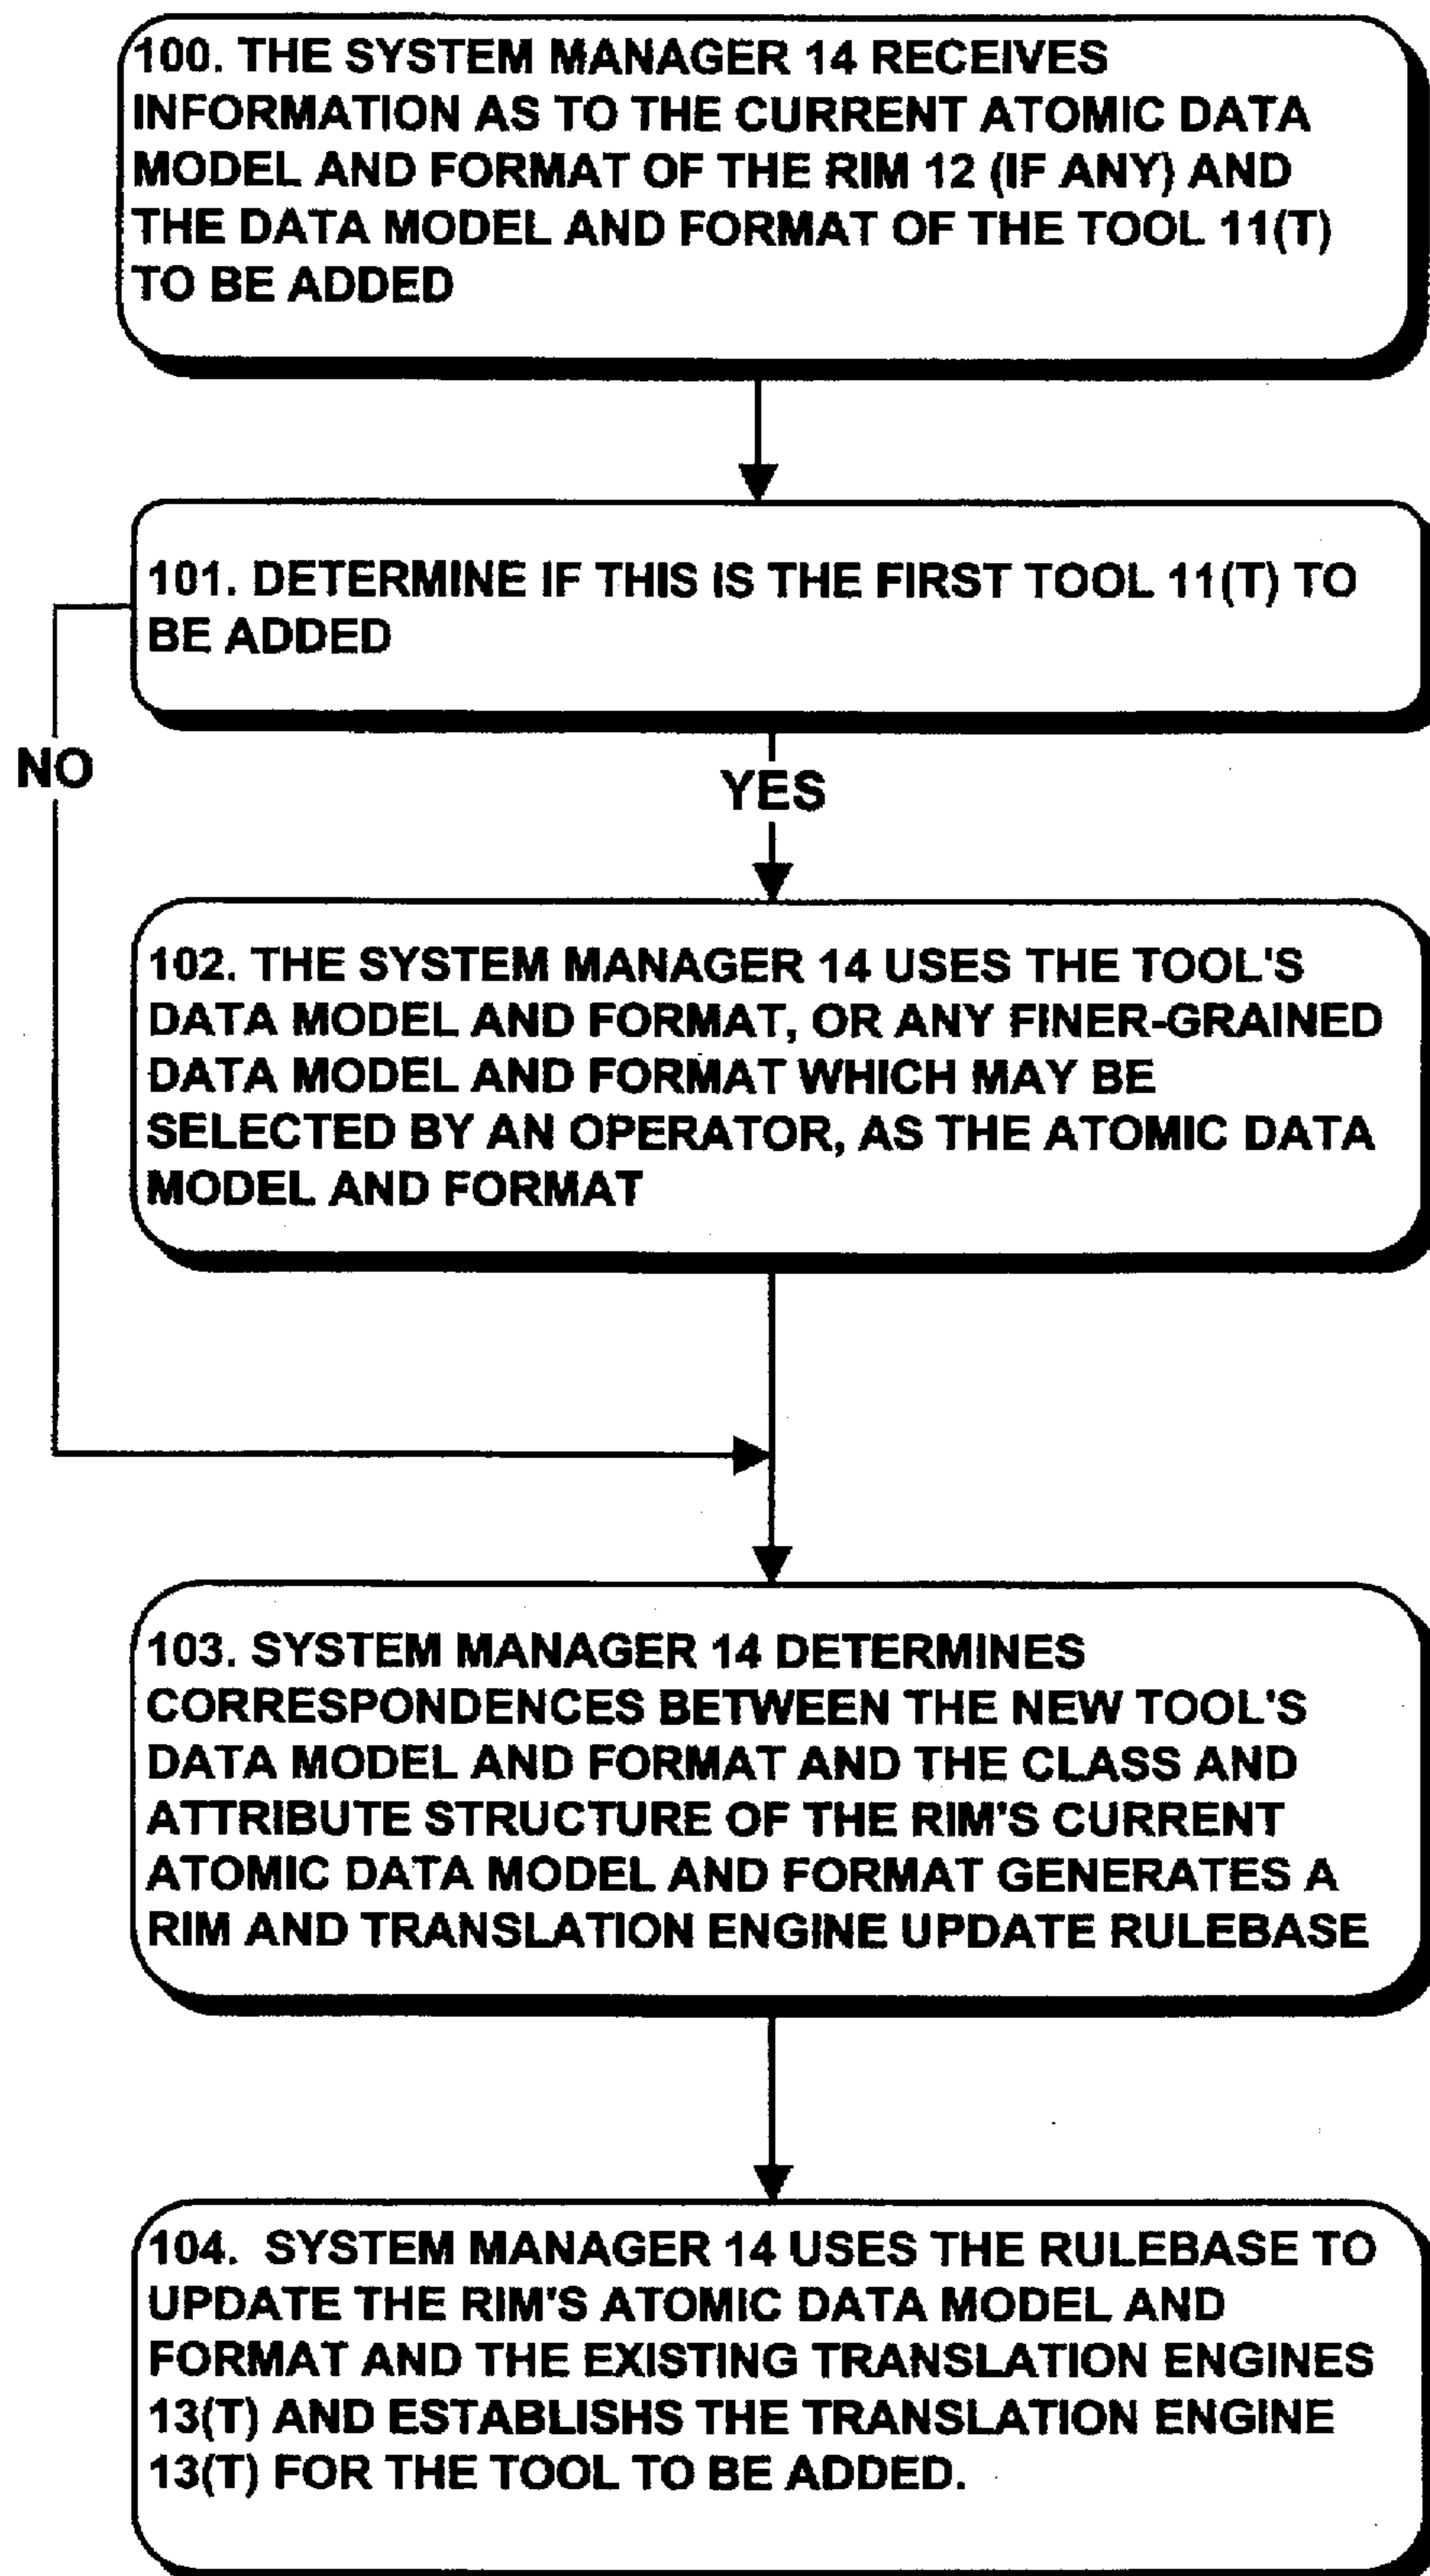 100. THE SYSTEM MANAGER 14 RECEIVES
INFORMATION AS TO THE CURRENT ATOMIC DATA
MODEL AND FORMAT OF THE RIM 12 (IF ANY) AND
THE DATA MODEL AND FORMAT OF THE TOOL 11(T)
TO BE ADDED
101. DETERMINE IF THIS IS THE FIRST TOOL 11(T) TO
BE ADDED
NO
YES
102. THE SYSTEM MANAGER 14 USES THE TOOL'S
DATA MODEL AND FORMAT, OR ANY FINER-GRAINED
DATA MODEL AND FORMAT WHICH MAY BE
SELECTED BY AN OPERATOR, AS THE ATOMIC DATA
MODEL AND FORMAT
103. SYSTEM MANAGER 14 DETERMINES
CORRESPONDENCES BETWEEN THE NEW TOOL'S
DATA MODEL AND FORMAT AND THE CLASS AND
ATTRIBUTE STRUCTURE OF THE RIM'S CURRENT
ATOMIC DATA MODEL AND FORMAT GENERATES A
RIM AND TRANSLATION ENGINE UPDATE RULEBASE
104. SYSTEM MANAGER 14 USES THE RULEBASE TO
UPDATE THE RIM'S ATOMIC DATA MODEL AND
FORMAT AND THE EXISTING TRANSLATION ENGINES
13(T) AND ESTABLISHS THE TRANSLATION ENGINE
13(T) FOR THE TOOL TO BE ADDED.